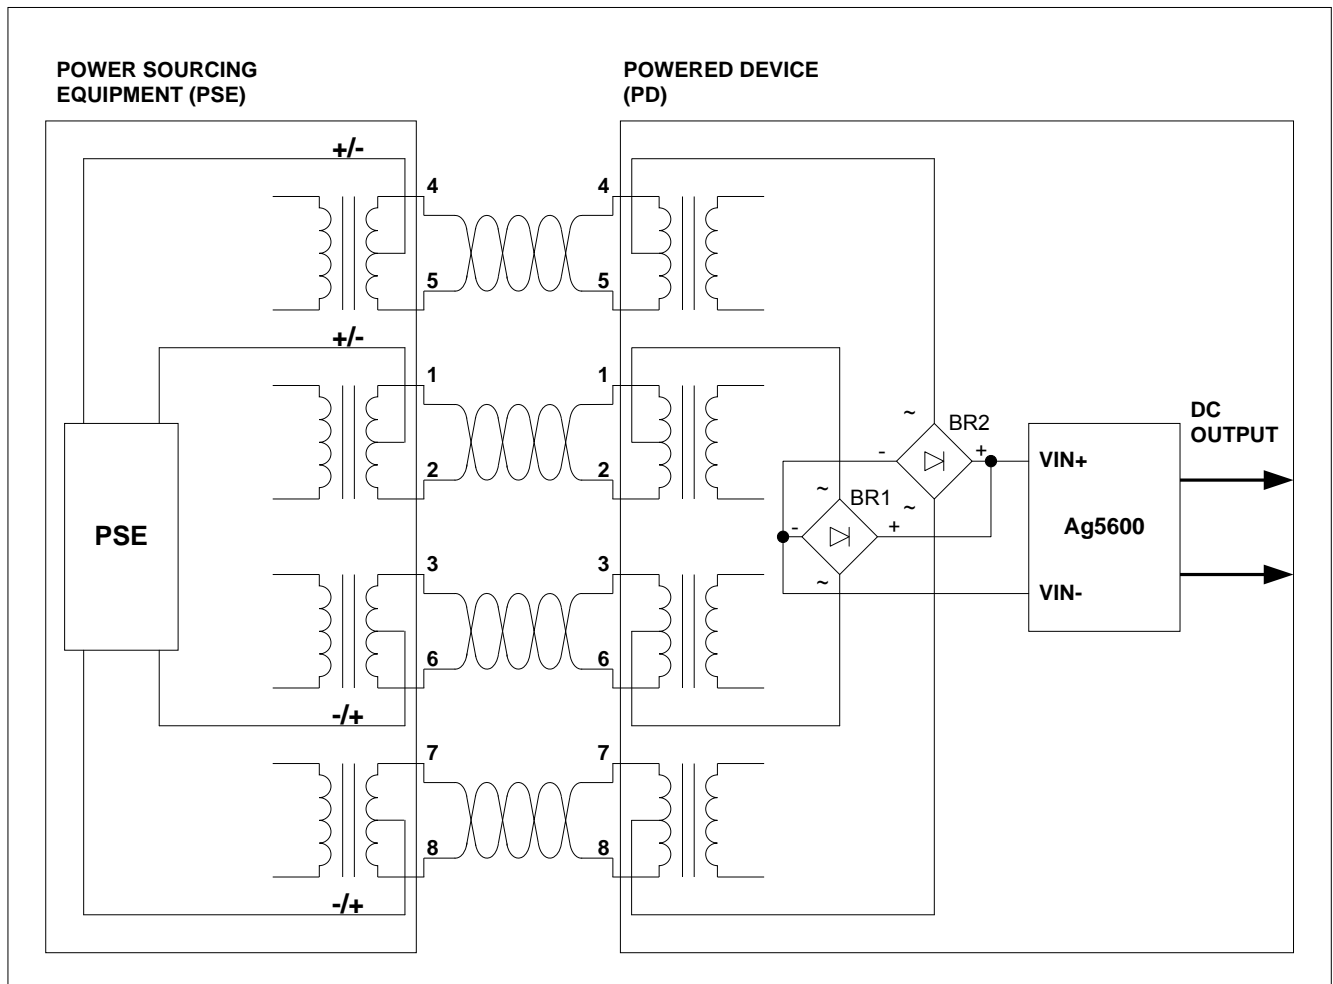 POWER SOURCING
EQUIPMENT (PSE)
POWERED DEVICE
(PD)
+/-
4
4
5
5
+/-
1
1
2
2
PSE
3
3
6
6
-/+
7
7
8
8
-/+
~
BR2
-
+
~
~
BR1
-
+
~
VIN+
Ag5600
VIN-
DC
OUTPUT